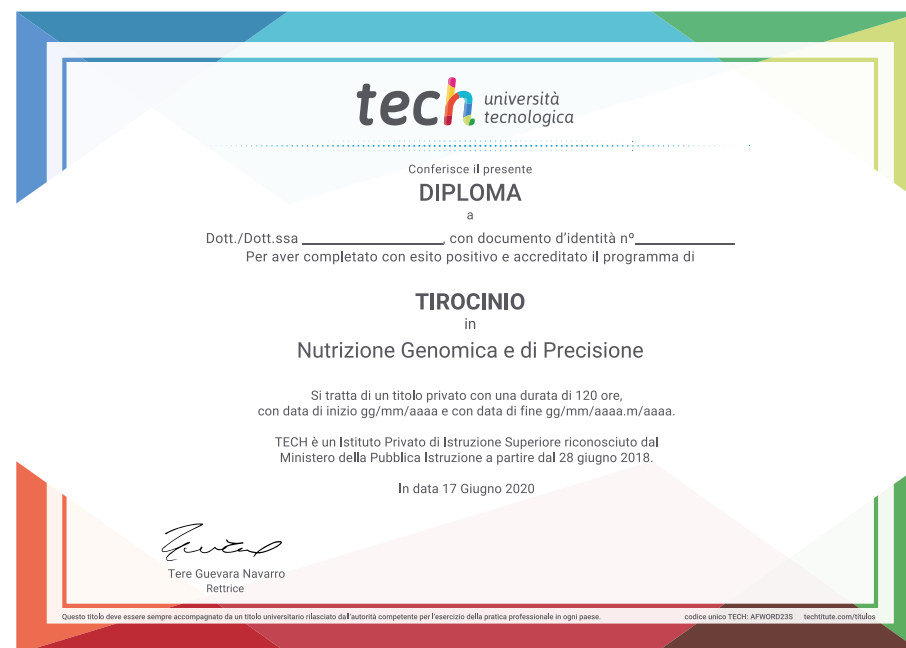 tech università
tecnologica
Conferisce il presente
DIPLOMA
a
Dott./Dott.ssa ____________________, con documento d'identità nº______________
Per aver completato con esito positivo e accreditato il programma di
TIROCINIO
in
Nutrizione Genomica e di Precisione
Si tratta di un titolo privato con una durata di 120 ore,
con data di inizio gg/mm/aaaa e con data di fine gg/mm/aaaa.m/aaaa.
TECH è un Istituto Privato di Istruzione Superiore riconosciuto dal
Ministero della Pubblica Istruzione a partire dal 28 giugno 2018.
In data 17 Giugno 2020
Tere Guevara Navarro
Rettrice
Questo titolo deve essere sempre accompagnato da un titolo universitario rilasciato dall'autorità competente per l'esercizio della pratica professionale in ogni paese. codice unico TECH: AFWORD23S techtitute.com/titulos